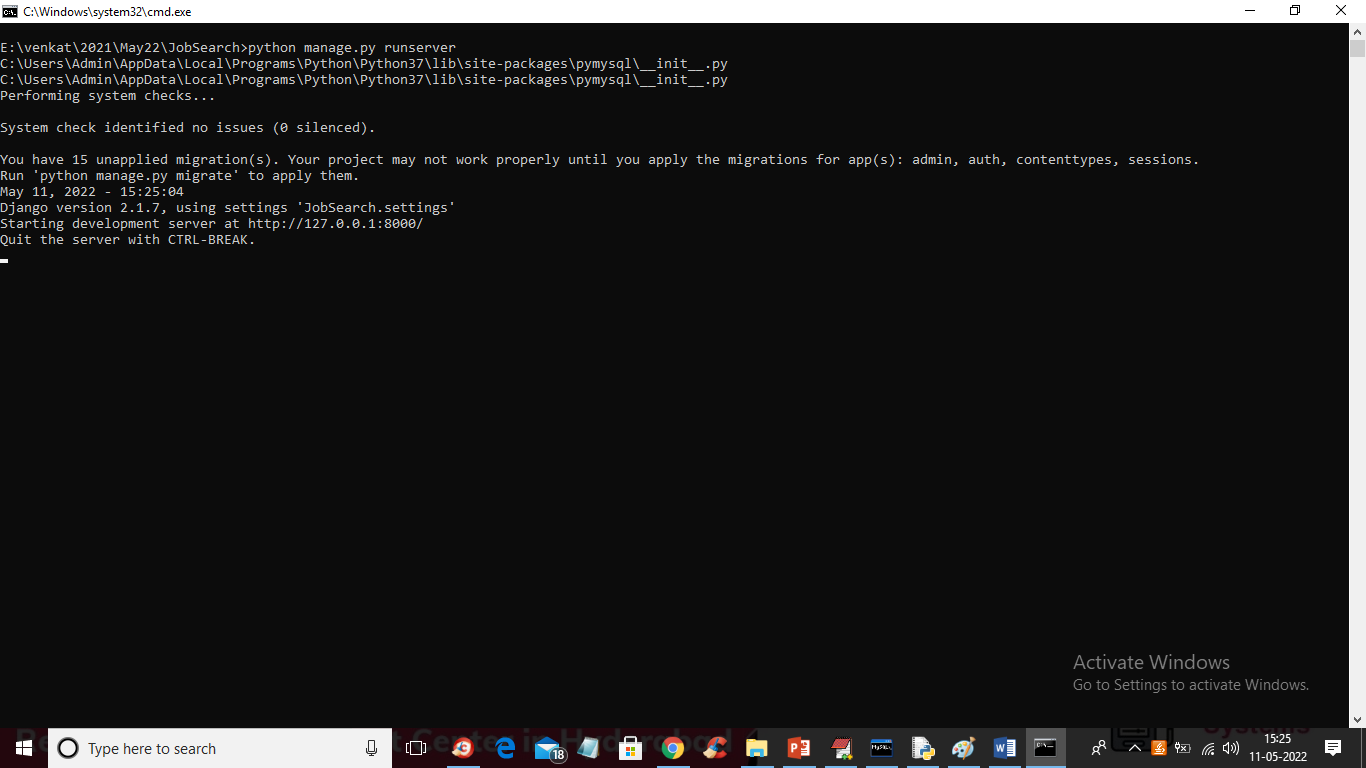 C:\Windows\system32\cmd.exe
E:\venkat\2021\May22\JobSearch>python manage.py runserver
C:\Users\Admin\AppData\Local\Programs\Python\Python37\lib\site-packages\pymysql\__init__.py
C:\Users\Admin\AppData\Local\Programs\Python\Python37\lib\site-packages\pymysql\__init__.py
Performing system checks...
System check identified no issues (0 silenced).
You have 15 unapplied migration(s). Your project may not work properly until you apply the migrations for app(s): admin, auth, contenttypes, sessions.
Run 'python manage.py migrate' to apply them.
May 11, 2022 - 15:25:04
Django version 2.1.7, using settings 'JobSearch.settings'
Starting development server at http://127.0.0.1:8000/
Quit the server with CTRL-BREAK.
Activate Windows
Go to Settings to activate Windows.
Type here to search
18
15:25
11-05-2022